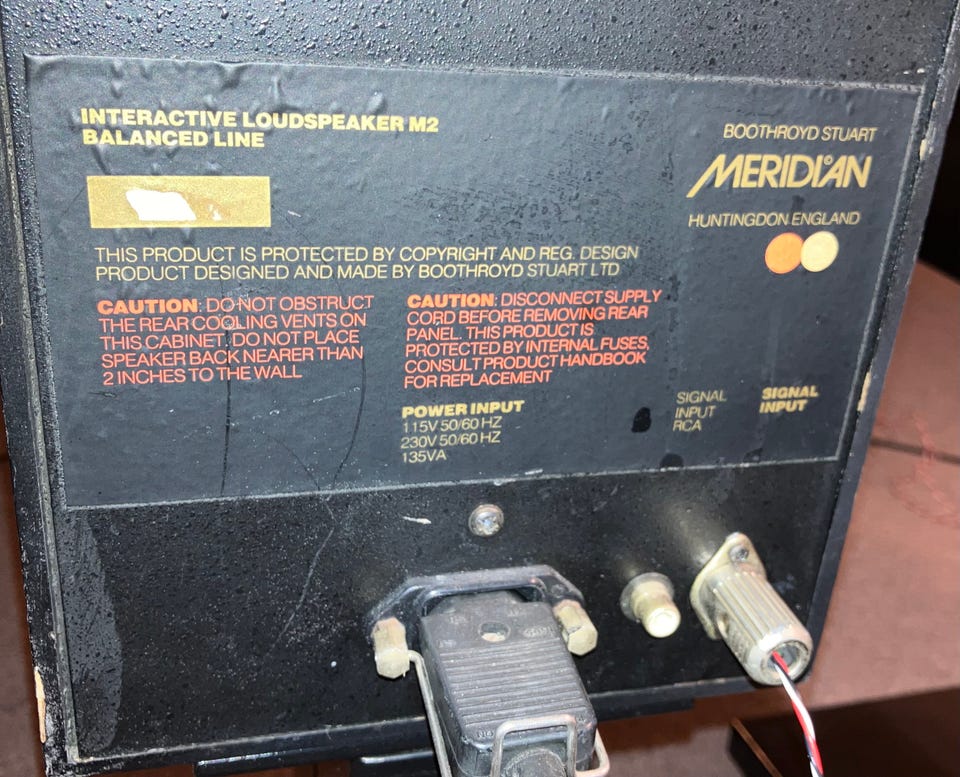 INTERACTIVE LOUDSPEAKER M2
BALANCED LINE
BOOTHROYD STUART
MERIDIAN
HUNTINGDON ENGLAND
THIS PRODUCT IS PROTECTED BY COPYRIGHT AND REG. DESIGN
PRODUCT DESIGNED AND MADE BY BOOTHROYD STUART LTD
CAUTION: DO NOT OBSTRUCT
THE REAR COOLING VENTS ON
THIS CABINET. DO NOT PLACE
SPEAKER BACK NEARER THAN
2 INCHES TO THE WALL
CAUTION: DISCONNECT SUPPLY
CORD BEFORE REMOVING REAR
PANEL. THIS PRODUCT IS
PROTECTED BY INTERNAL FUSES,
CONSULT PRODUCT HANDBOOK
FOR REPLACEMENT
POWER INPUT
115V 50/60 HZ
230V 50/60 HZ
135VA
SIGNAL
INPUT
RCA
SIGNAL
INPUT